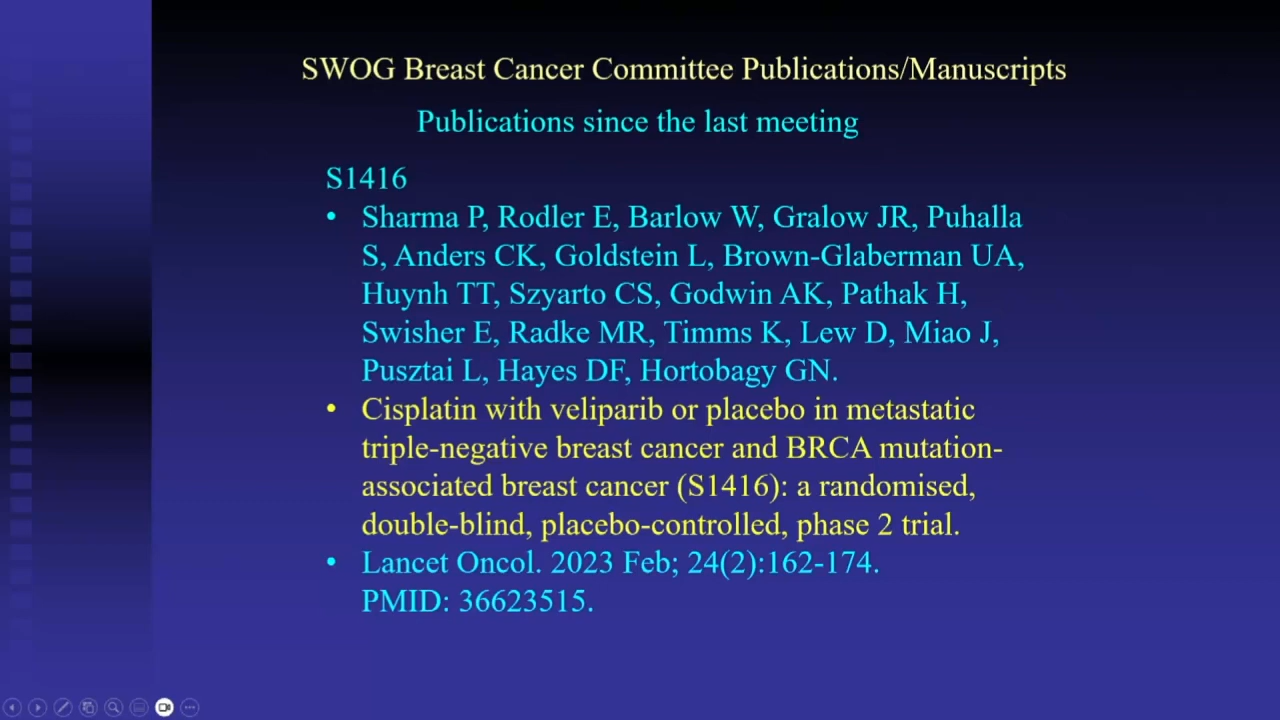 SWOG Breast Cancer Committee Publications/Manuscripts
Publications since the last meeting
S1416
• Sharma P, Rodler E, Barlow W, Gralow JR, Puhalla
S, Anders CK, Goldstein L, Brown-Glaberman UA,
Huynh TT, Szyarto CS, Godwin AK, Pathak H,
Swisher E, Radke MR, Timms K, Lew D, Miao J,
Pusztai L, Hayes DF, Hortobagy GN.
• Cisplatin with veliparib or placebo in metastatic
triple-negative breast cancer and BRCA mutation-
associated breast cancer (S1416): a randomised,
double-blind, placebo-controlled, phase 2 trial.
• Lancet Oncol. 2023 Feb; 24(2):162-174.
PMID: 36623515.